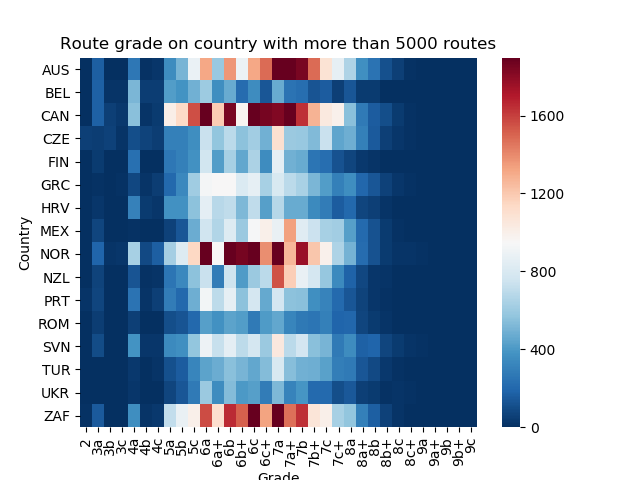 Route grade on country with more than 5000 routes
Country
AUS
BEL
CAN
CZE
FIN
GRC
HRV
MEX
NOR
NZL
PRT
ROM
SVN
TUR
UKR
ZAF
2 3a 3b 3c 4a 4b 4c 5a 5b 5c 6a 6a+ 6b 6b+ 6c 6c+ 7a 7a+ 7b 7b+ 7c 7c+ 8a 8a+ 8b 8b+ 8c 8c+ 9a 9a+ 9b 9b+ 9c
Grade
1600
1200
800
400
0